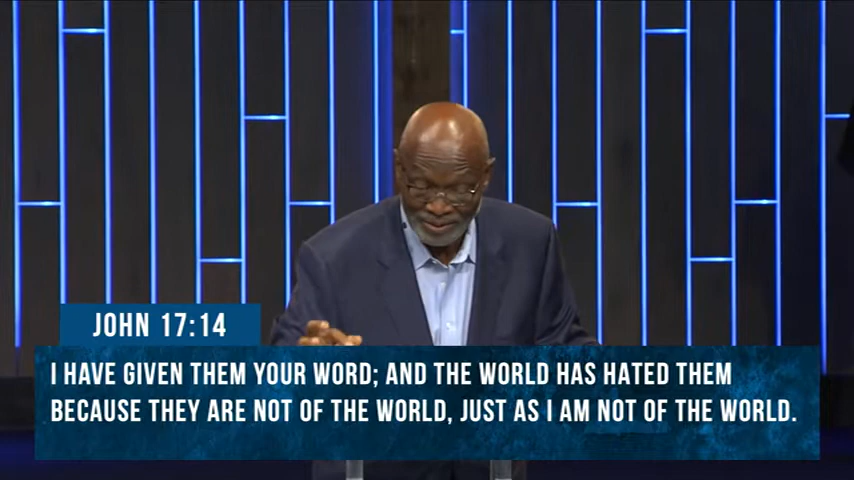 JOHN 17:14
I HAVE GIVEN THEM YOUR WORD; AND THE WORLD HAS HATED THEM
BECAUSE THEY ARE NOT OF THE WORLD, JUST AS I AM NOT OF THE WORLD.